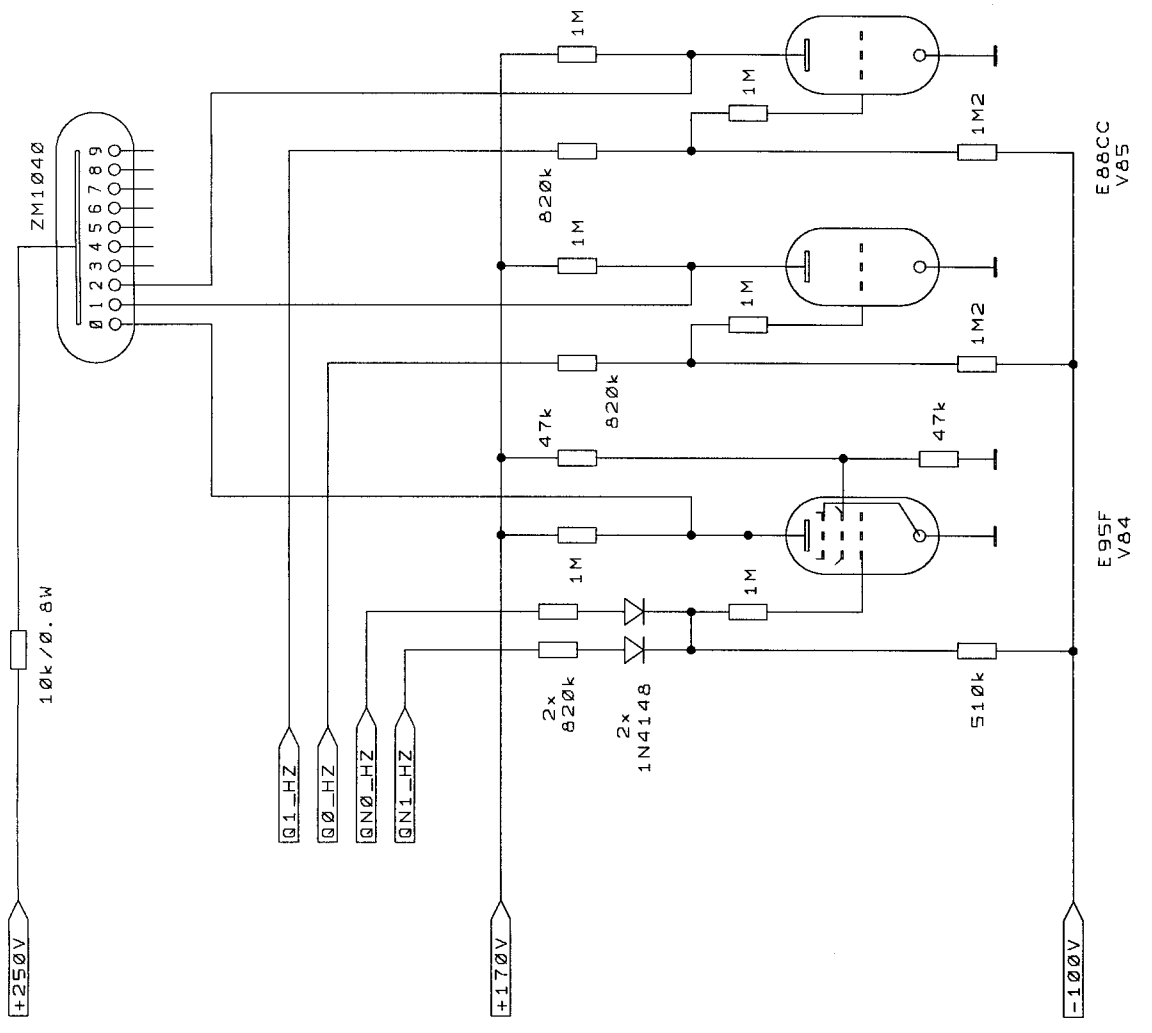 ZM1040
0 1 2 3 4 5 6 7 8 9
10k/0.8W
+250V
Q1_HZ
Q0_HZ
QN0_HZ
QN1_HZ
+170V
-100V
1M
1M
820k
1M2
1M
1M
820k
1M2
47k
47k
1M
1M
2x
820k
2x
1N4148
510k
E88CC
V85
E95F
V84